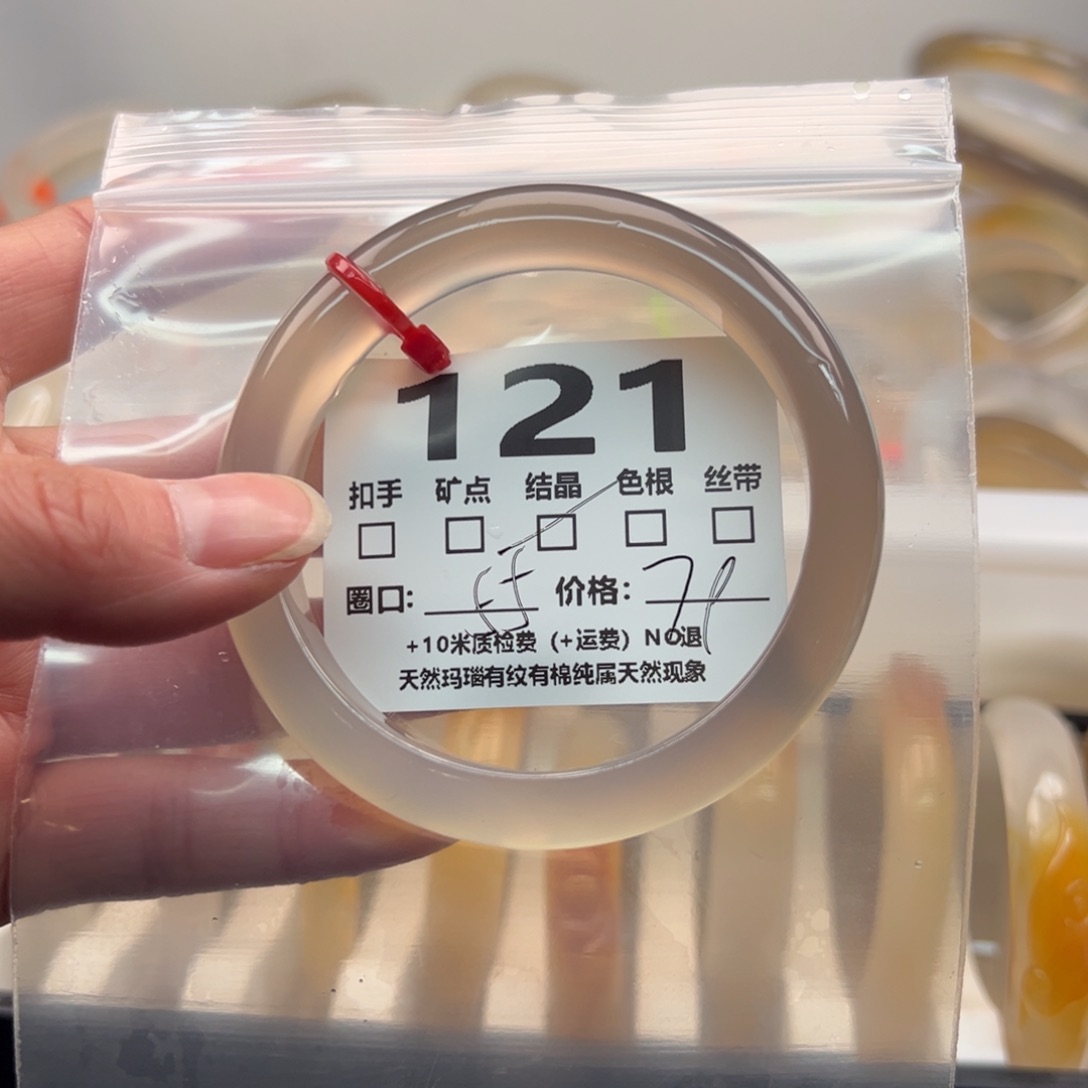 121
扣手 矿点 结晶 色根 丝带
圈口: 价格:
+10米质检费（+运费）NO退
天然玛瑙有纹有棉纯属天然现象